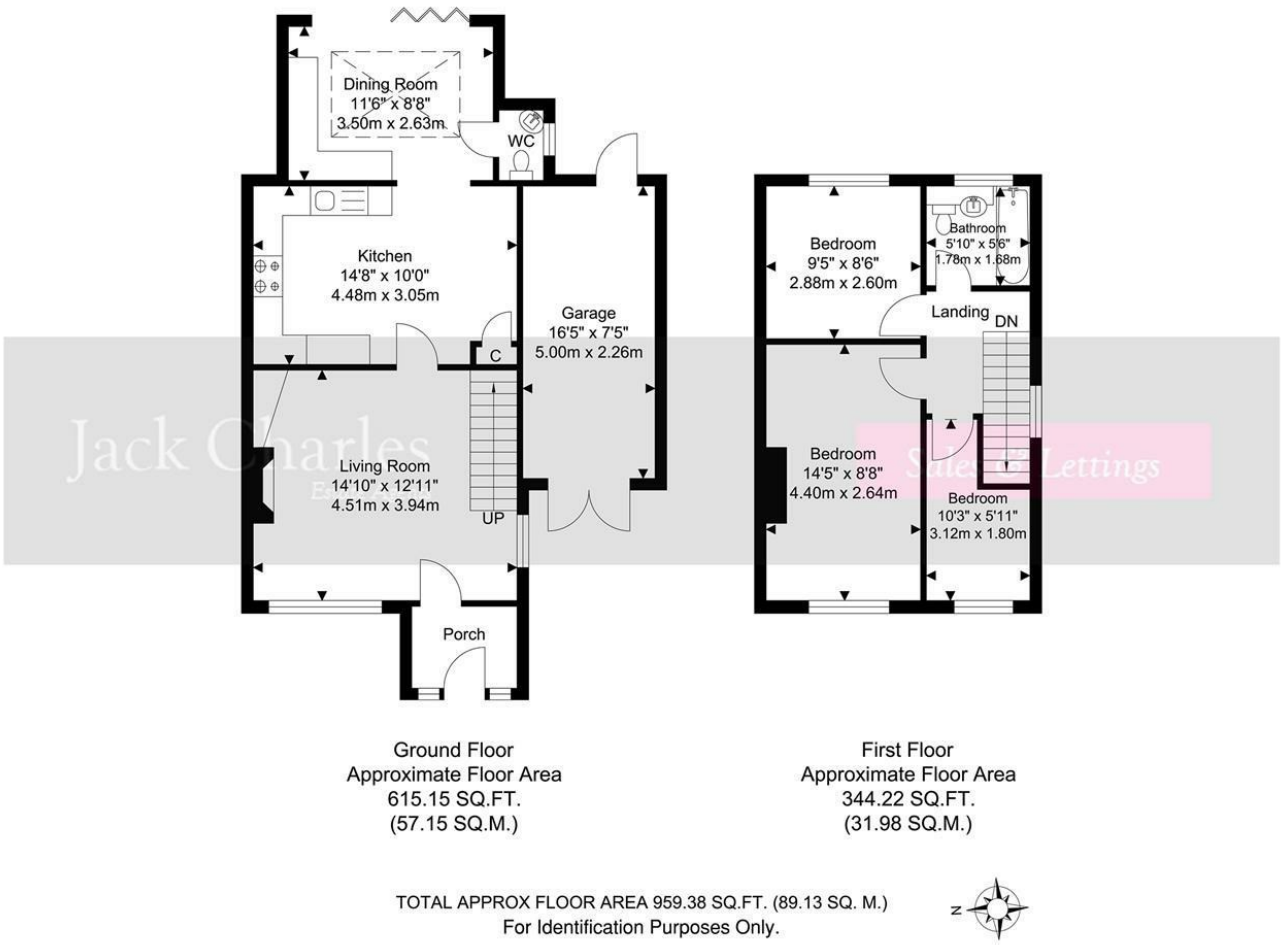 Dining Room
11'6" x 8'8"
3.50m x 2.63m
WC
Kitchen
14'8" x 10'0"
4.48m x 3.05m
C
Garage
16'5" x 7'5"
5.00m x 2.26m
Living Room
14'10" x 12'11"
4.51m x 3.94m
UP
Porch
Bedroom
9'5" x 8'6"
2.88m x 2.60m
Bathroom
5'10" x 5'6"
1.78m x 1.68m
Landing
DN
Bedroom
14'5" x 8'8"
4.40m x 2.64m
Bedroom
10'3" x 5'11"
3.12m x 1.80m
Jack Charles
Estate Agents
Sales & Lettings
Ground Floor
Approximate Floor Area
615.15 SQ.FT.
(57.15 SQ.M.)
First Floor
Approximate Floor Area
344.22 SQ.FT.
(31.98 SQ.M.)
TOTAL APPROX FLOOR AREA 959.38 SQ.FT. (89.13 SQ. M.)
For Identification Purposes Only.
N